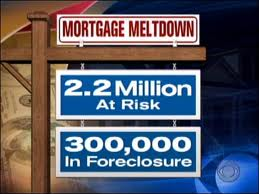 MORTGAGE MELTDOWN
2.2 Million
At Risk
300,000
In Foreclosure